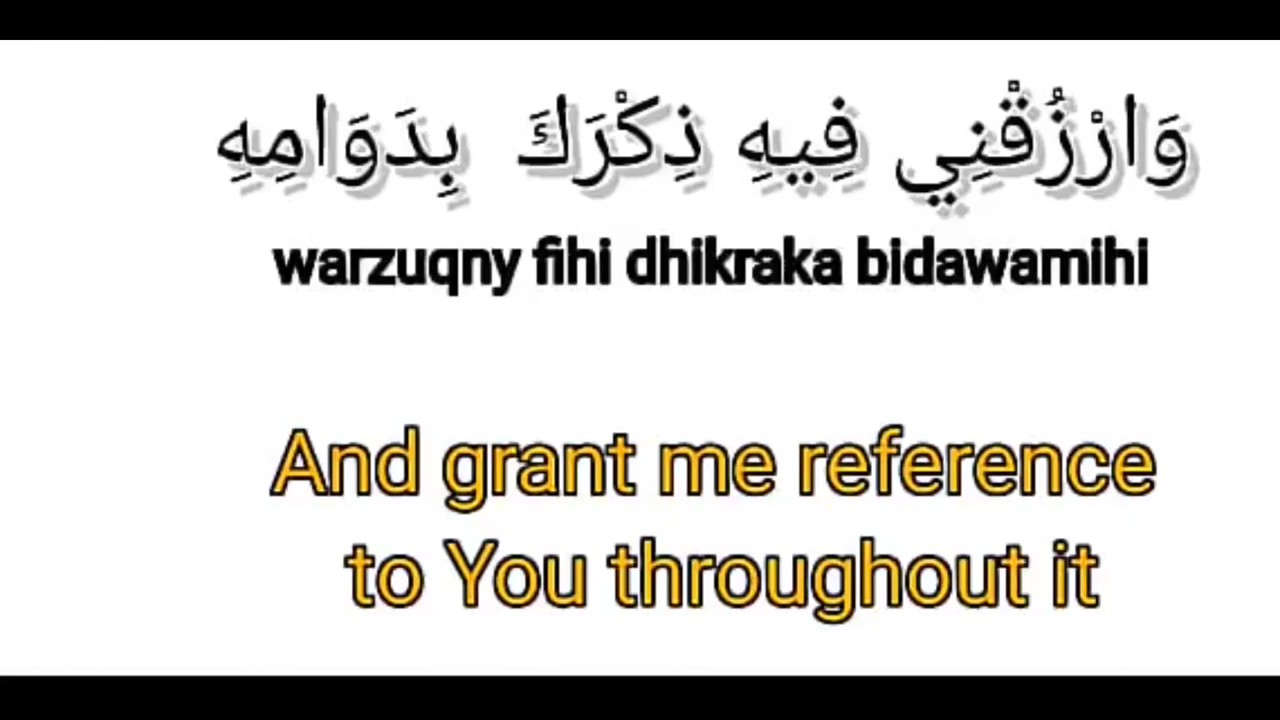 وَارْزُقْنِي فِيهِ ذِكْرَكَ بِدَوَامِهِ
warzuqny fihi dhikraka bidawamihi
And grant me reference
to You throughout it